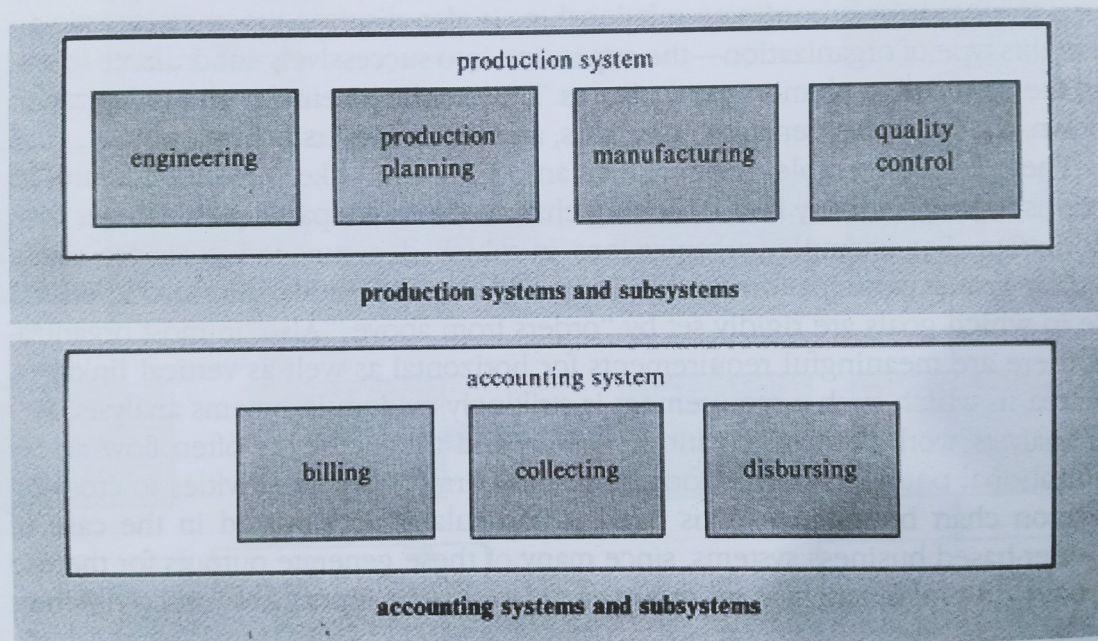 production system
engineering
production
planning
manufacturing
quality
control
production systems and subsystems
accounting system
billing
collecting
disbursing
accounting systems and subsystems